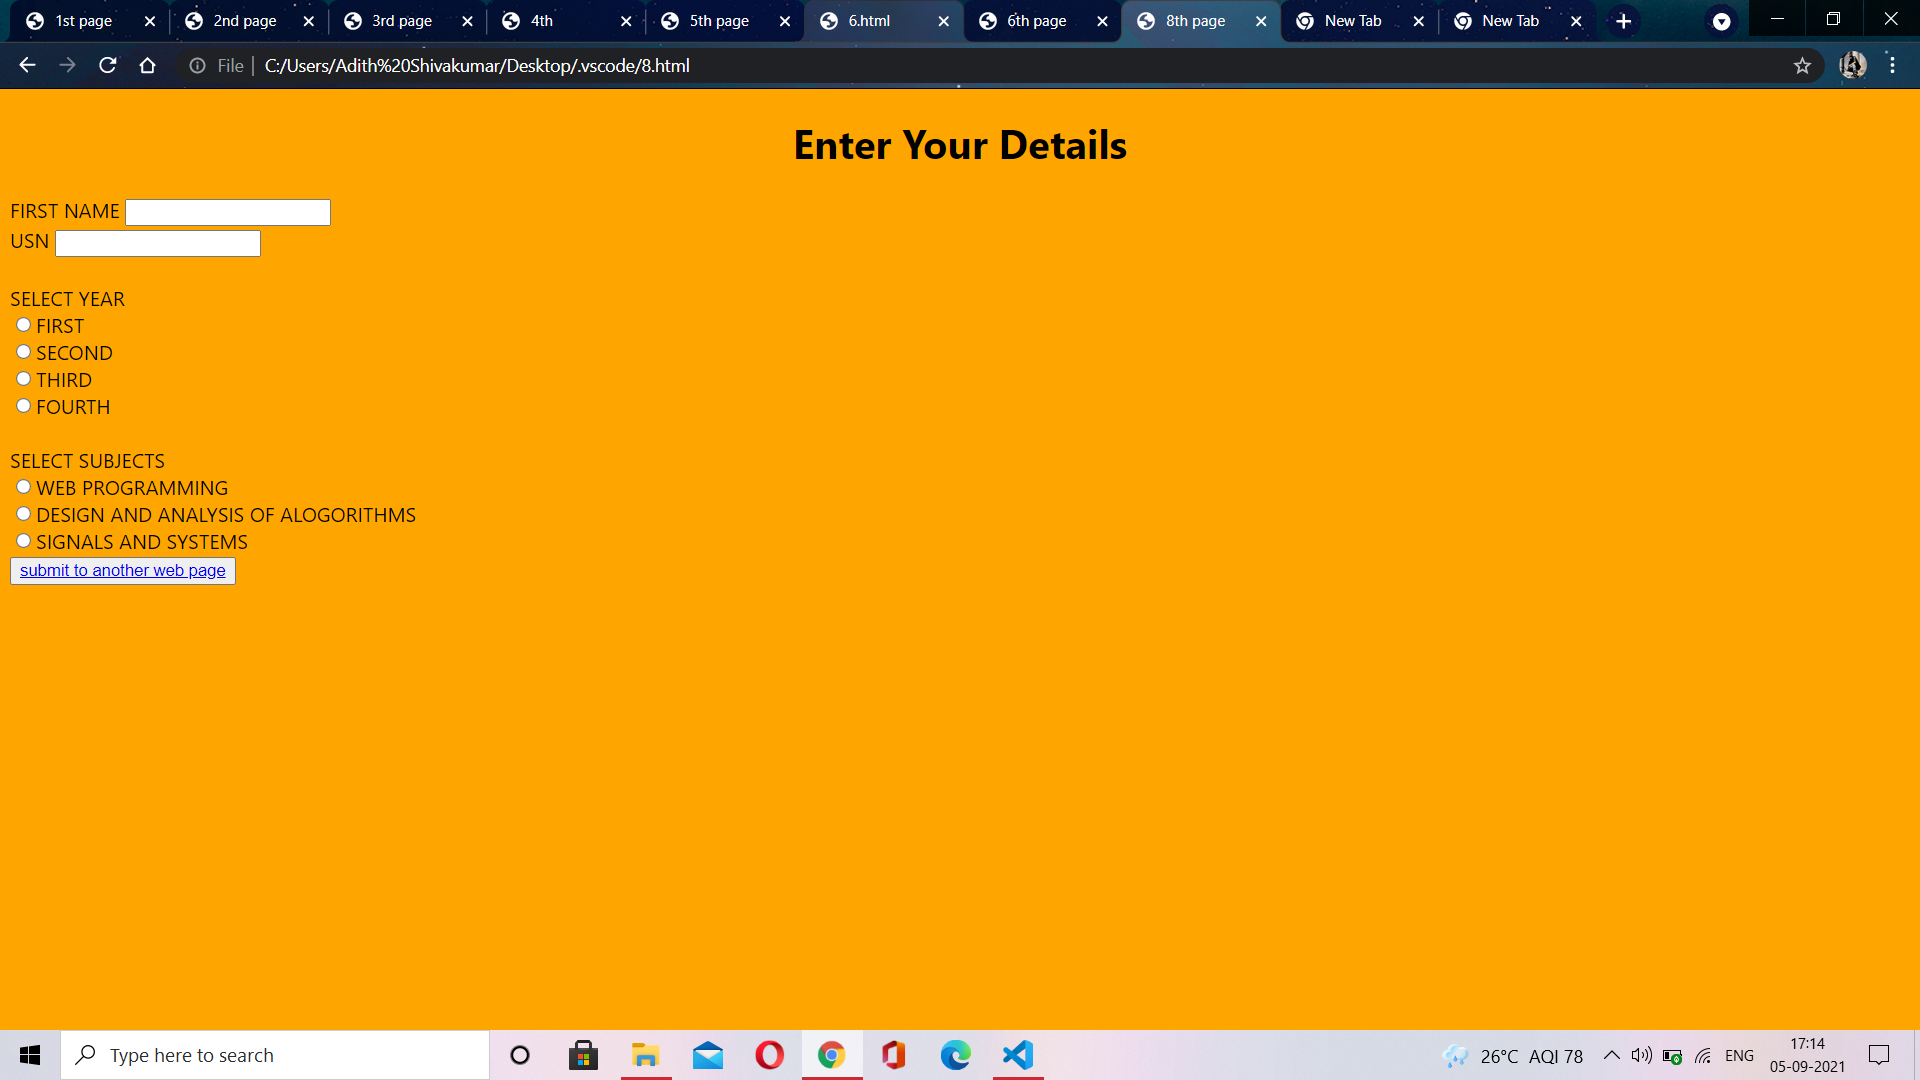 1st page
2nd page
3rd page
4th
5th page
6.html
6th page
8th page
New Tab
New Tab
File
C:/Users/Adith%20Shivakumar/Desktop/.vscode/8.html
Enter Your Details
FIRST NAME
USN
SELECT YEAR
FIRST
SECOND
THIRD
FOURTH
SELECT SUBJECTS
WEB PROGRAMMING
DESIGN AND ANALYSIS OF ALOGORITHMS
SIGNALS AND SYSTEMS
submit to another web page
Type here to search
26°C AQI 78
ENG
17:14
05-09-2021